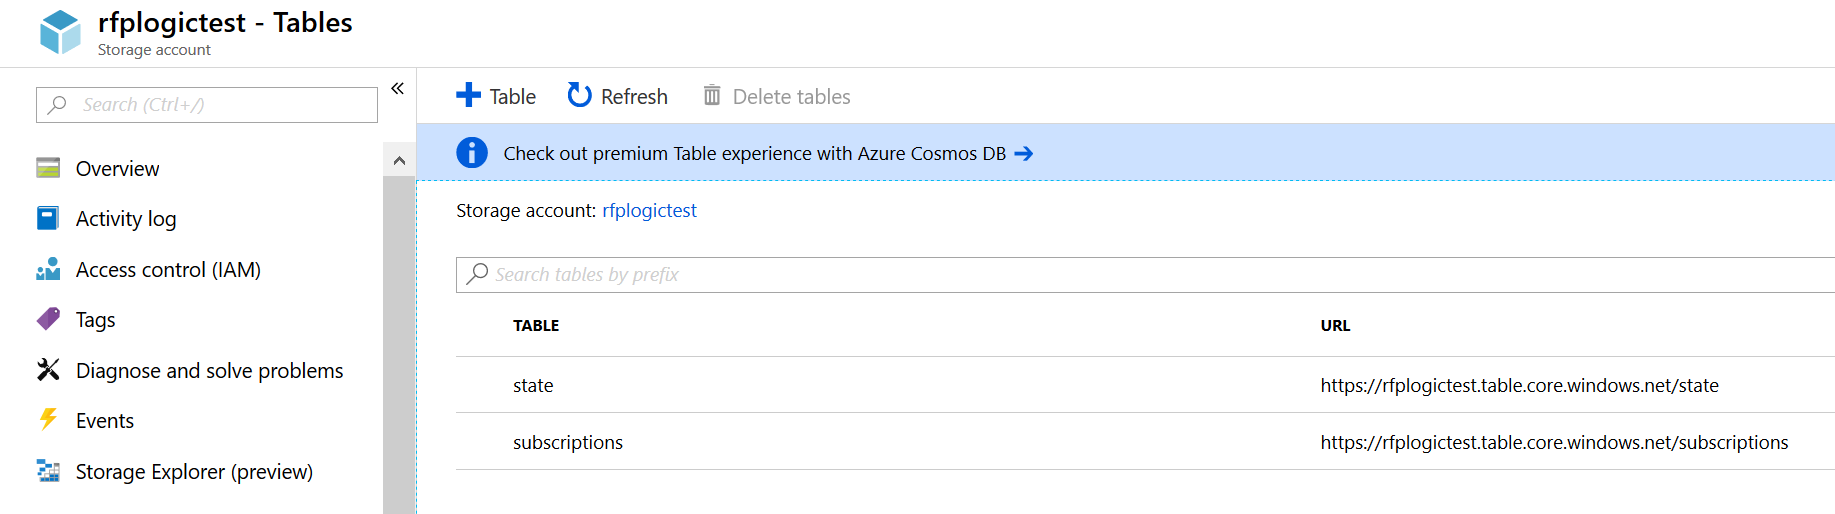 rfplogictest - Tables
Storage account
Search (Ctrl+/)
«
Overview
Activity log
Access control (IAM)
Tags
Diagnose and solve problems
Events
Storage Explorer (preview)
Table Refresh Delete tables
Check out premium Table experience with Azure Cosmos DB →
Storage account: rfplogictest
Search tables by prefix
TABLE URL
state https://rfplogictest.table.core.windows.net/state
subscriptions https://rfplogictest.table.core.windows.net/subscriptions